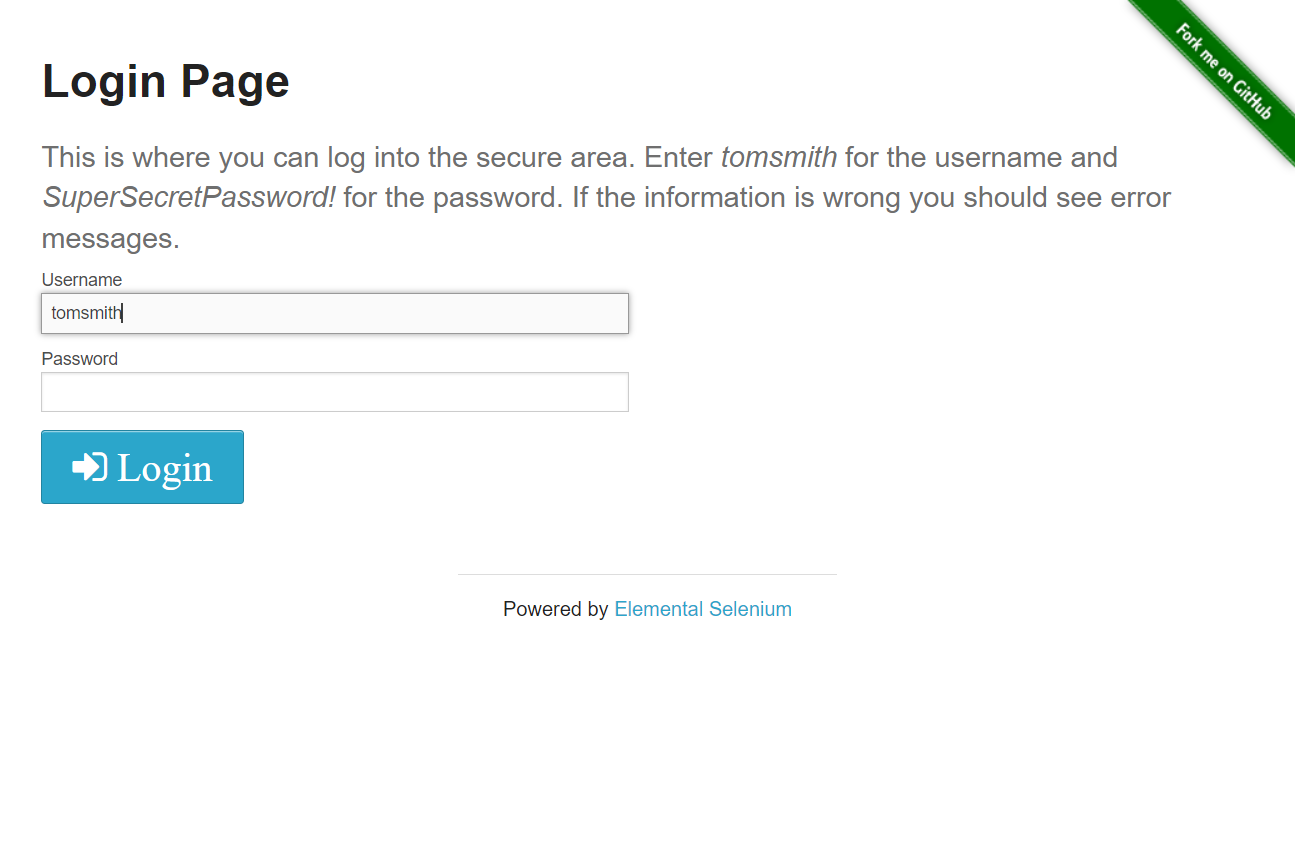 Fork me on GitHub
Login Page
This is where you can log into the secure area. Enter tomsmith for the username and
SuperSecretPassword! for the password. If the information is wrong you should see error
messages.
Username
tomsmith
Password
Login
Powered by Elemental Selenium